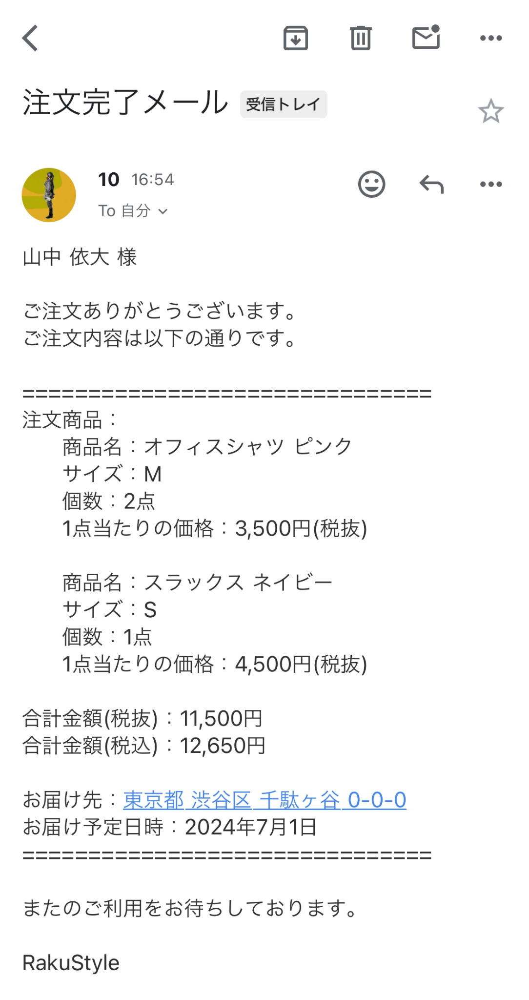 注文完了メール 受信トレイ
10 16:54
To 自分
山中 依大 様
ご注文ありがとうございます。
ご注文内容は以下の通りです。
===============================
注文商品：
商品名：オフィスシャツ ピンク
サイズ：M
個数：2点
1点当たりの価格：3,500円(税抜)
商品名：スラックス ネイビー
サイズ：S
個数：1点
1点当たりの価格：4,500円(税抜)
合計金額(税抜)：11,500円
合計金額(税込)：12,650円
お届け先：東京都 渋谷区 千駄ヶ谷 0-0-0
お届け予定日時：2024年7月1日
===============================
またのご利用をお待ちしております。
RakuStyle